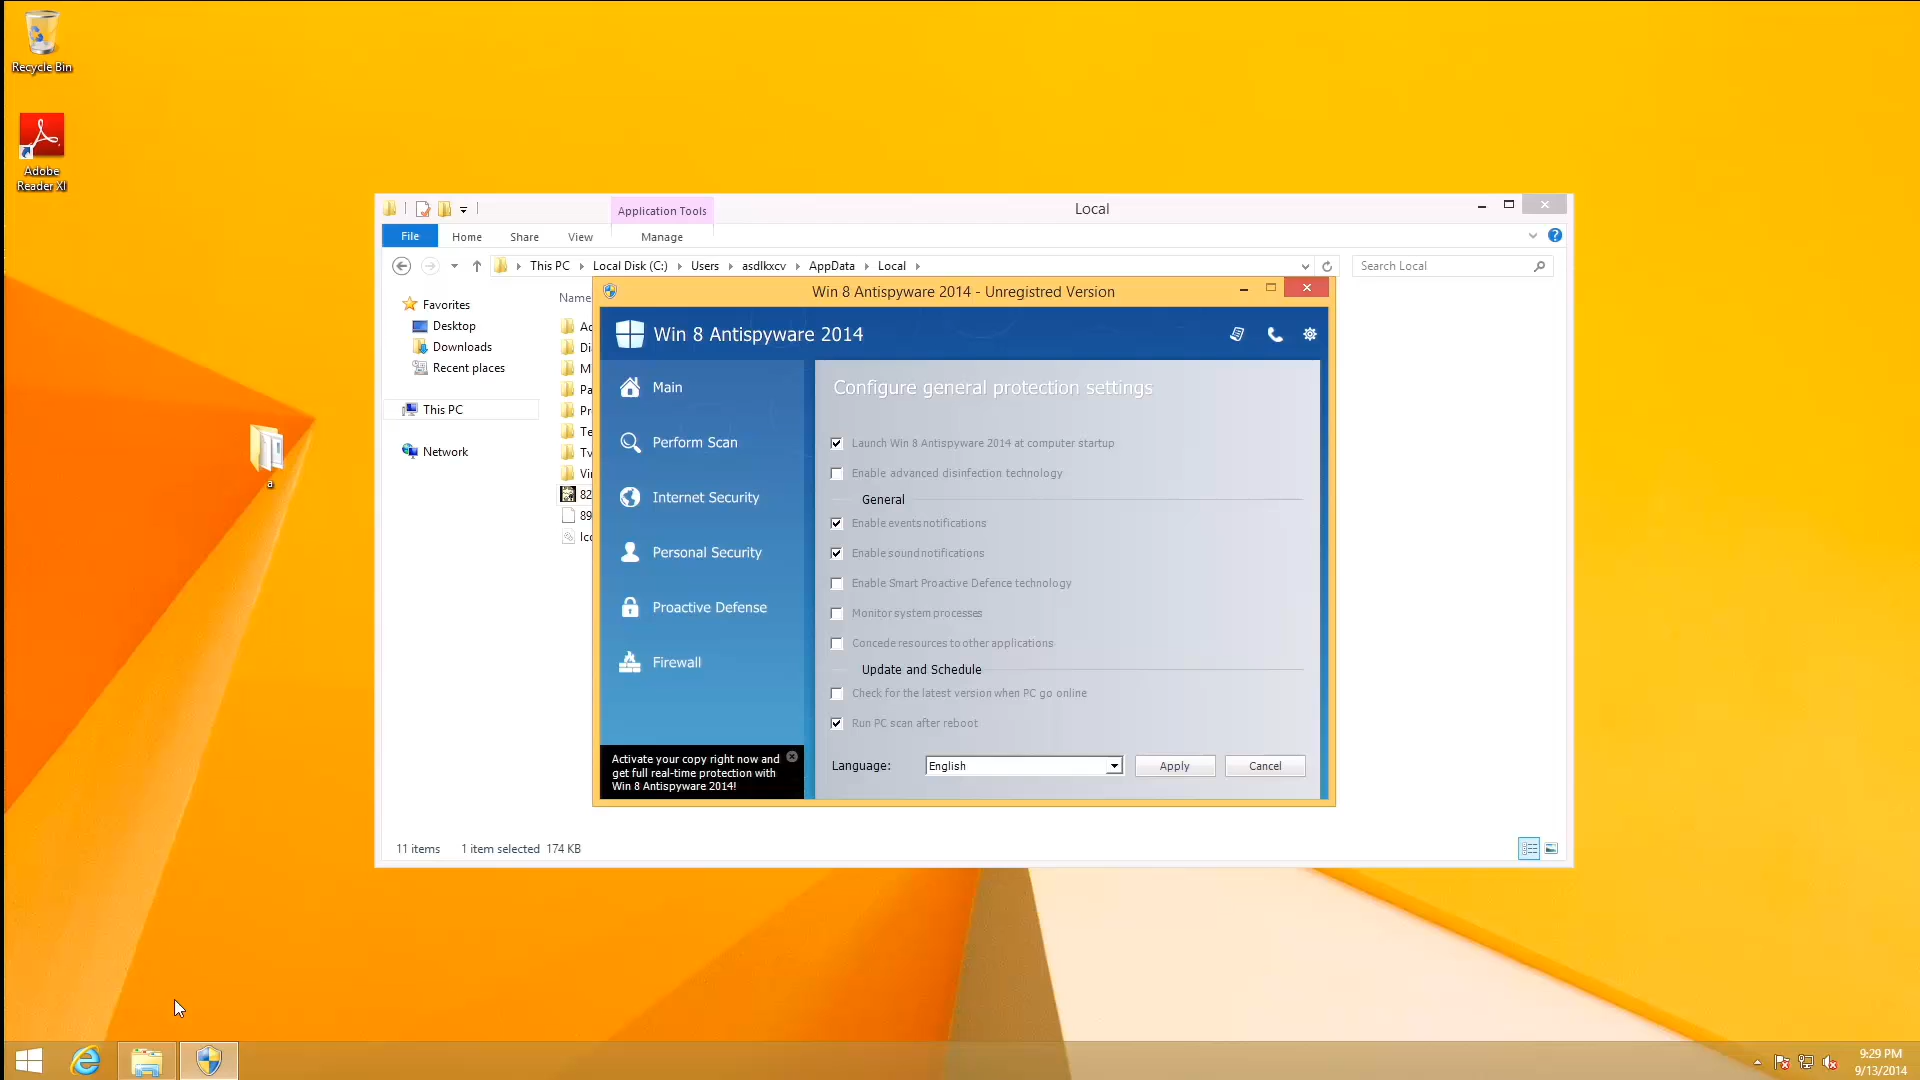 Recycle Bin
Adobe
Reader XI
a
Application Tools
Local
File
Home
Share
View
Manage
This PC
Local Disk (C:)
Users
asdlkxcv
AppData
Local
Search Local
Favorites
Desktop
Downloads
Recent places
This PC
Network
Name
Win 8 Antispyware 2014 - Unregistred Version
Win 8 Antispyware 2014
Main
Perform Scan
Internet Security
Personal Security
Proactive Defense
Firewall
Activate your copy right now and
get full real-time protection with
Win 8 Antispyware 2014!
Configure general protection settings
Launch Win 8 Antispyware 2014 at computer startup
Enable advanced disinfection technology
General
Enable events notifications
Enable sound notifications
Enable Smart Proactive Defence technology
Monitor system processes
Concede resources to other applications
Update and Schedule
Check for the latest version when PC go online
Run PC scan after reboot
Language:
English
Apply
Cancel
11 items
1 item selected 174 KB
9:29 PM
9/13/2014